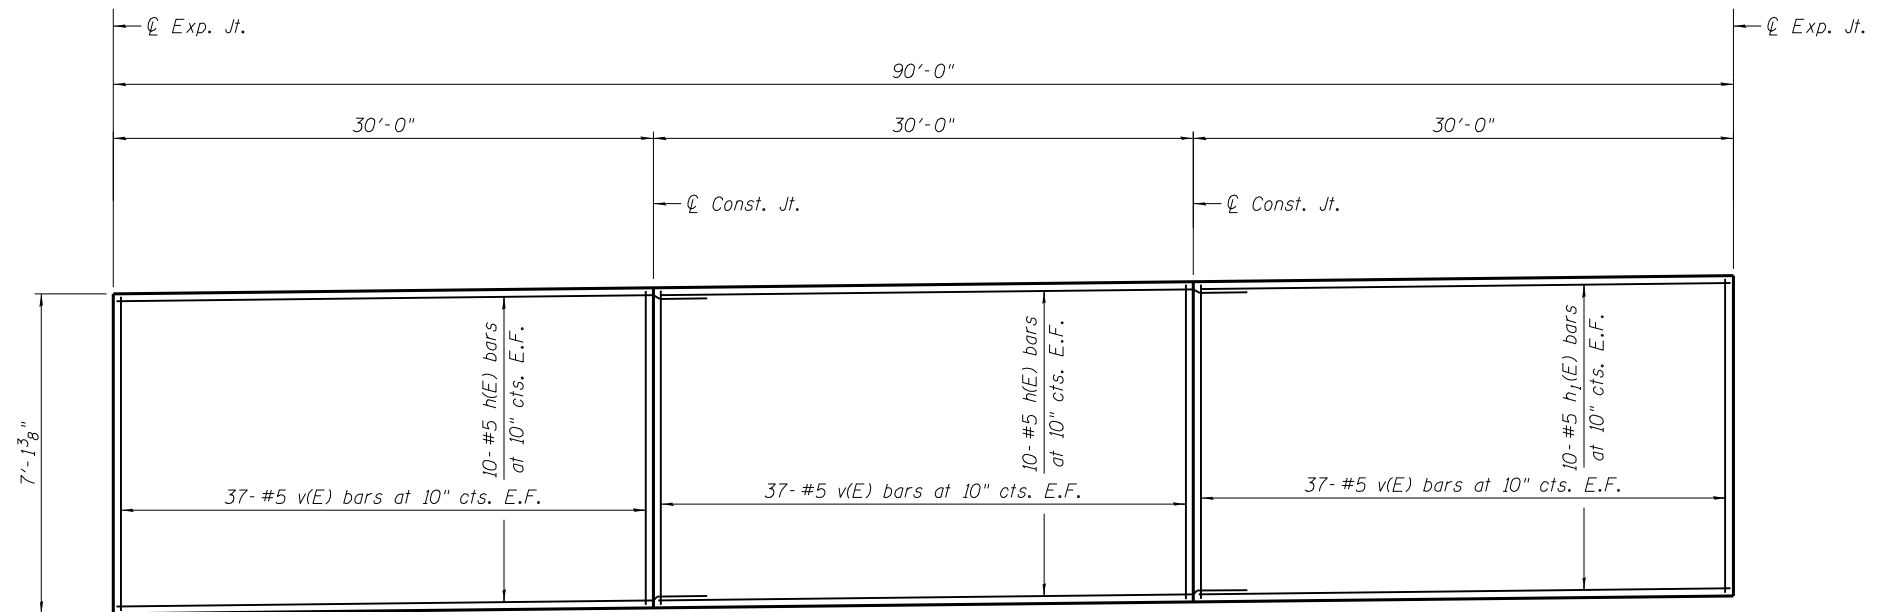 ℄ Exp. Jt.
℄ Exp. Jt.
90'-0"
30'-0"
30'-0"
30'-0"
℄ Const. Jt.
℄ Const. Jt.
7'-1 3/8"
10-#5 h(E) bars
at 10" cts. E.F.
10-#5 h(E) bars
at 10" cts. E.F.
10-#5 h₁(E) bars
at 10" cts. E.F.
37-#5 v(E) bars at 10" cts. E.F.
37-#5 v(E) bars at 10" cts. E.F.
37-#5 v(E) bars at 10" cts. E.F.